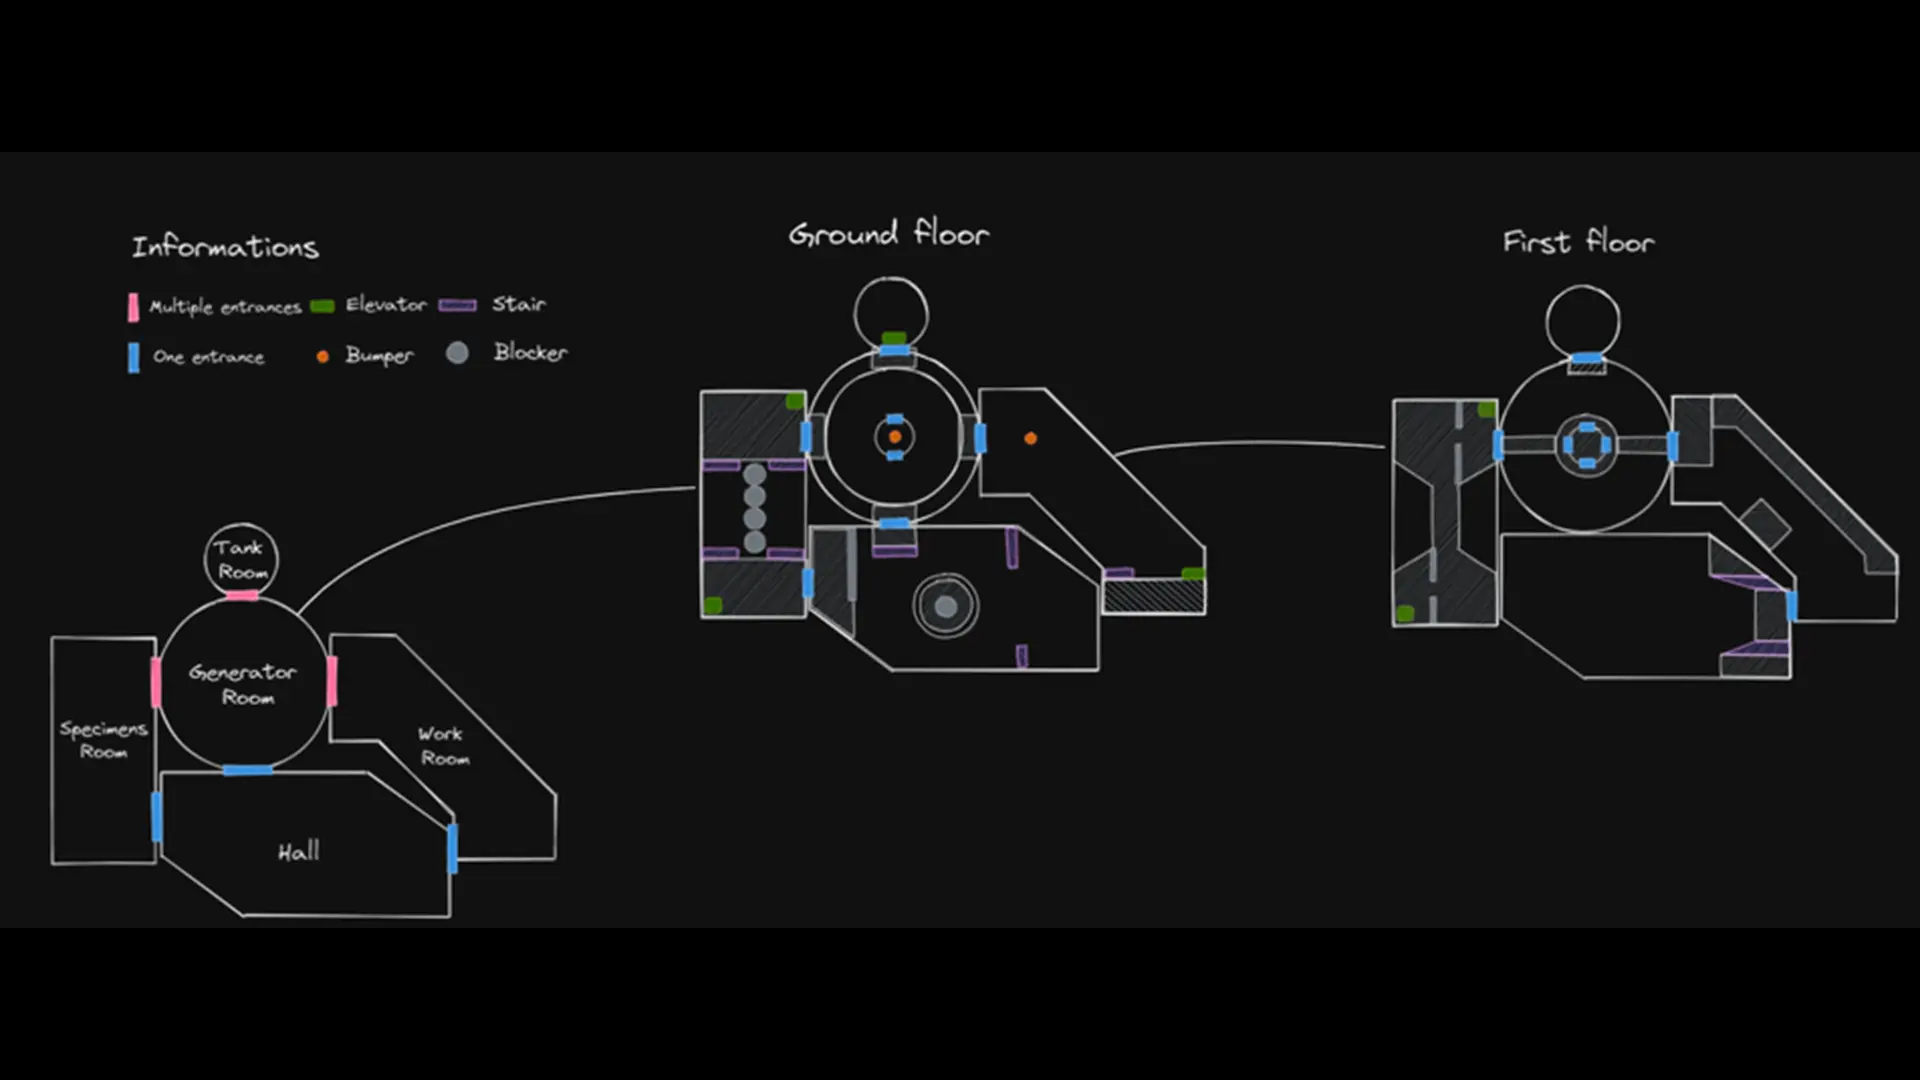 Informations
Multiple entrances
Elevator
Stair
One entrance
Bumper
Blocker
Ground floor
First floor
Tank
Room
Generator
Room
Specimens
Room
Work
Room
Hall